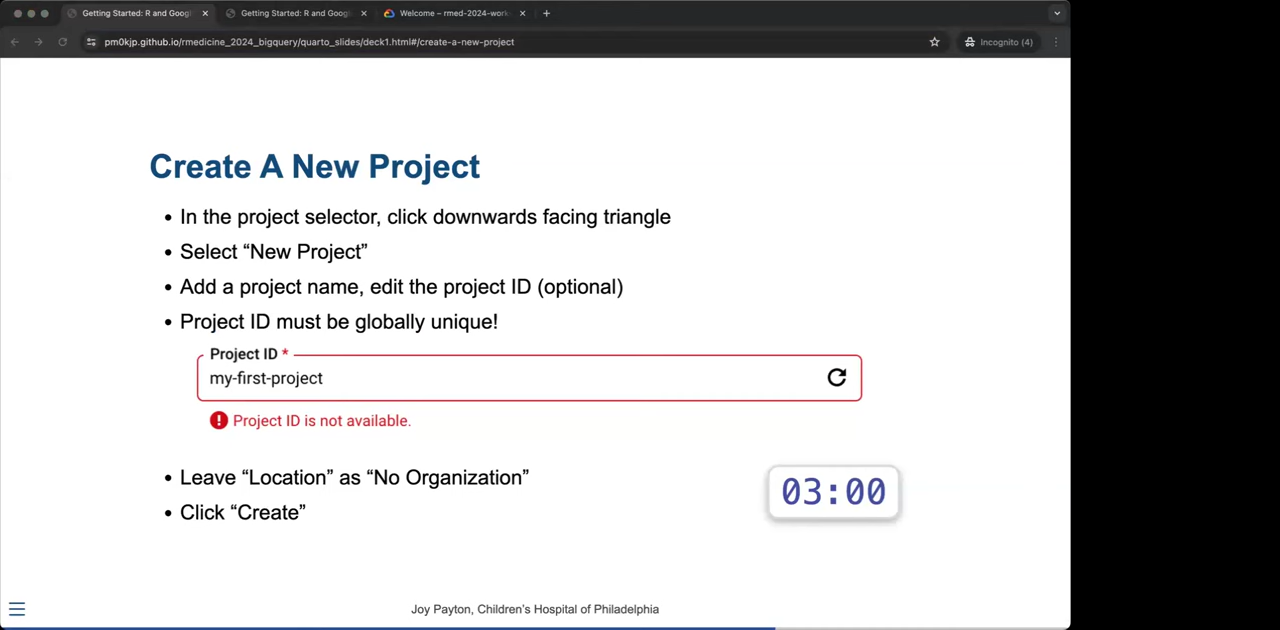 Getting Started: R and Goog
Getting Started: R and Goog
Welcome – rmed-2024-work
pm0kjp.github.io/rmedicine_2024_bigquery/quarto_slides/deck1.html#/create-a-new-project
Incognito (4)
Create A New Project
• In the project selector, click downwards facing triangle
• Select “New Project”
• Add a project name, edit the project ID (optional)
• Project ID must be globally unique!
Project ID *
my-first-project
Project ID is not available.
• Leave “Location” as “No Organization”
• Click “Create”
03:00
Joy Payton, Children’s Hospital of Philadelphia